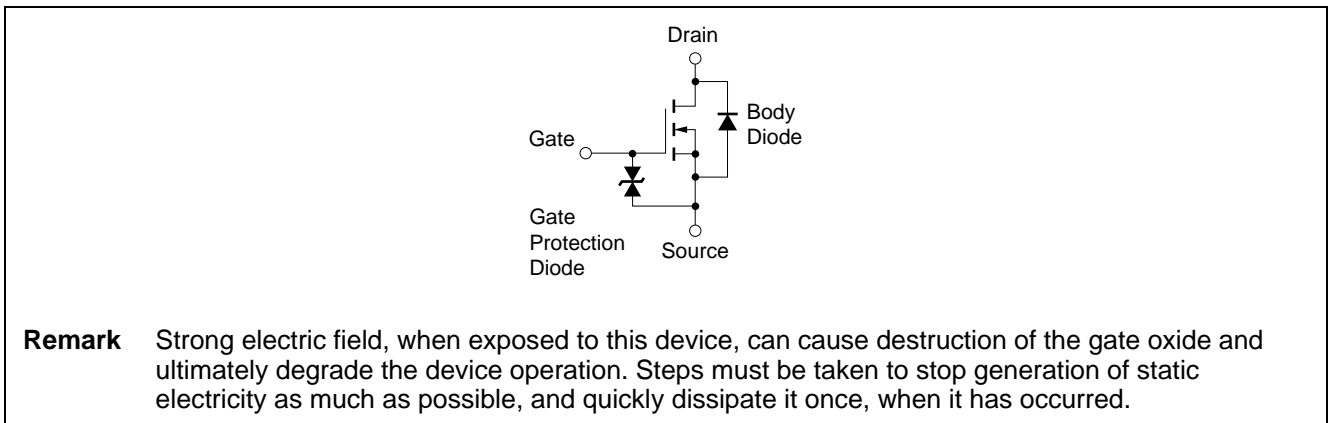 Drain
Body
Diode
Gate
Gate
Protection
Diode
Source
Remark Strong electric field, when exposed to this device, can cause destruction of the gate oxide and
ultimately degrade the device operation. Steps must be taken to stop generation of static
electricity as much as possible, and quickly dissipate it once, when it has occurred.